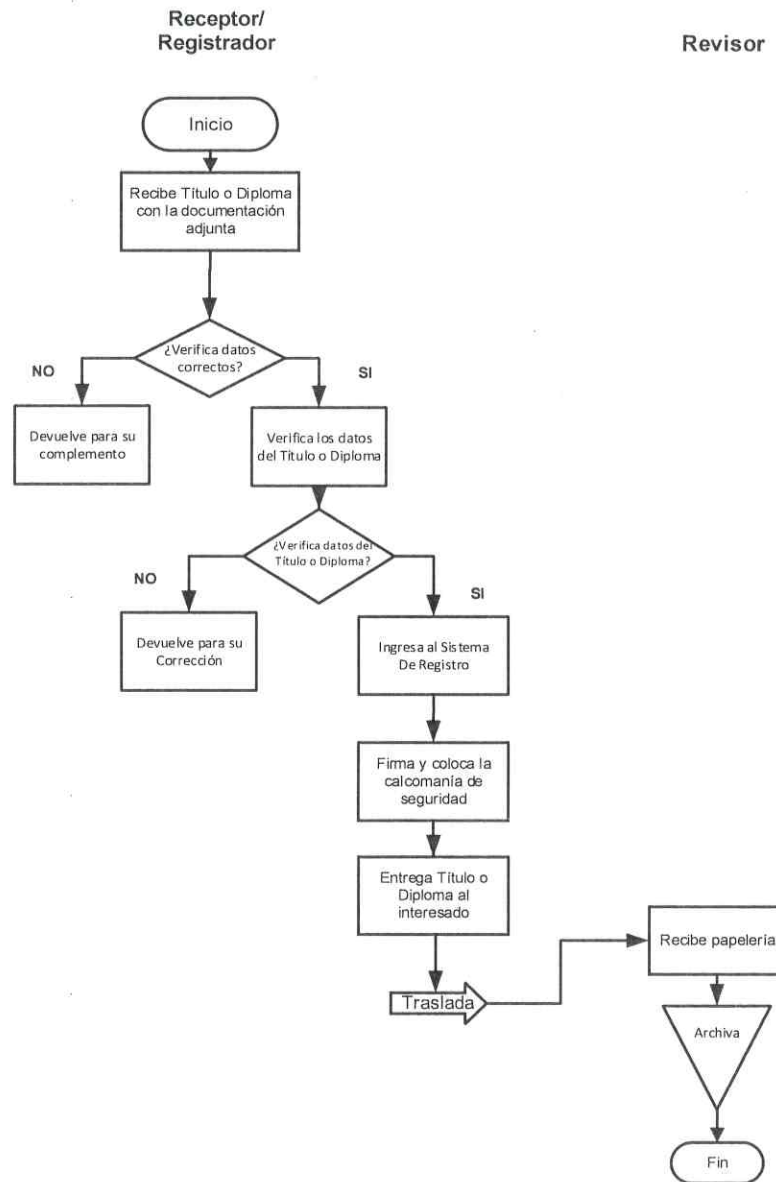 Receptor/
Registrador
Revisor
Inicio
Recibe Título o Diploma
con la documentación
adjunta
¿Verifica datos
correctos?
NO
SI
Devuelve para su
complemento
Verifica los datos
del Título o Diploma
¿Verifica datos del
Título o Diploma?
NO
SI
Devuelve para su
Corrección
Ingresa al Sistema
De Registro
Firma y coloca la
calcomanía de
seguridad
Entrega Título o
Diploma al
interesado
Traslada
Recibe papelería
Archiva
Fin